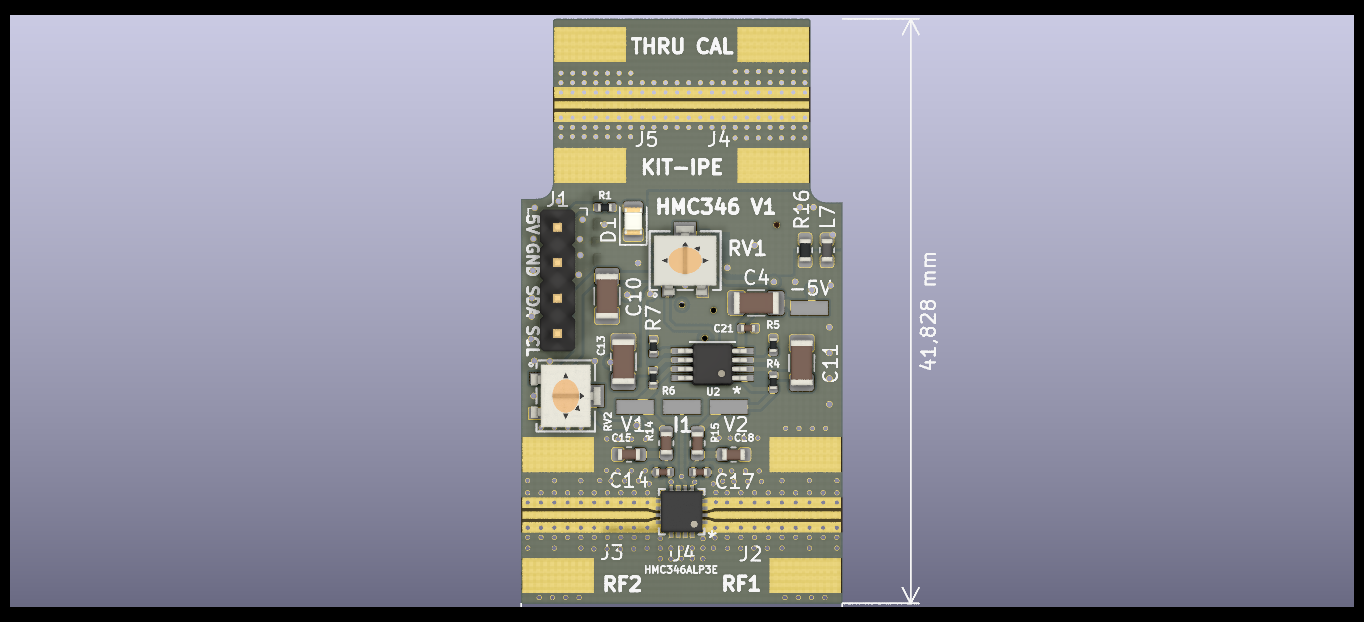 THRU CAL
J5
J4
KIT-IPE
J1
R1
HMC346 V1
R16
L7
D1
5V GND SDA SCL
RV1
C4
C10
-5V
R7
C21
R5
C13
C11
R4
R6
U2
*
RV2
V1
I1
V2
R14
R15
C15
C18
C14
C17
*
J3
U4
J2
HMC346ALP3E
RF2
RF1
41,828 mm